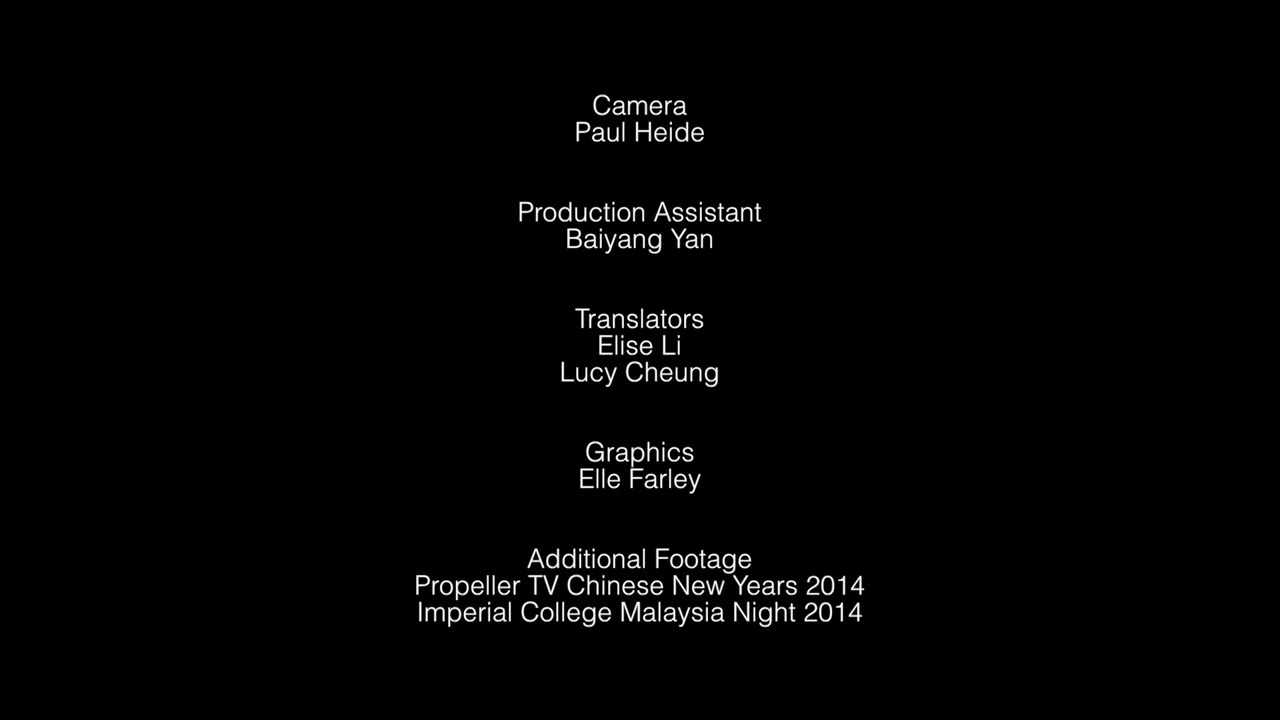 Camera
Paul Heide
Production Assistant
Baiyang Yan
Translators
Elise Li
Lucy Cheung
Graphics
Elle Farley
Additional Footage
Propeller TV Chinese New Years 2014
Imperial College Malaysia Night 2014